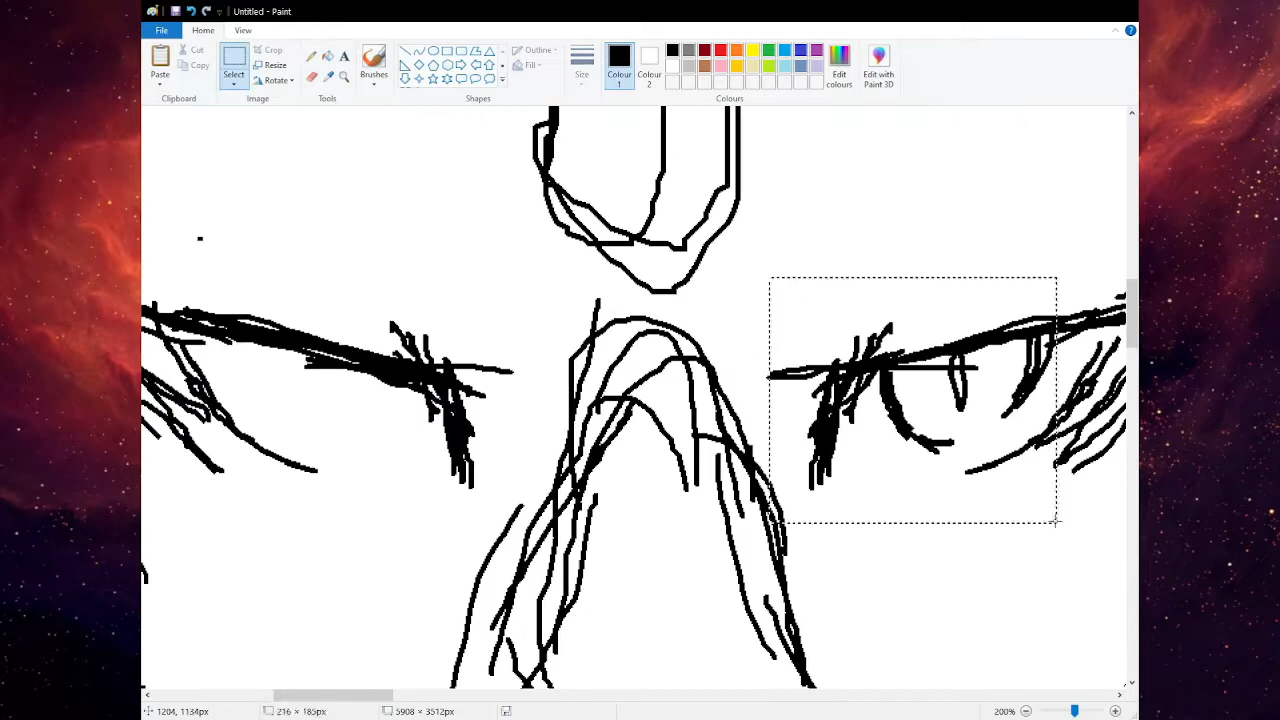 Untitled - Paint
File Home View
Paste Cut Copy Select Crop Resize Rotate Brushes Outline Fill Size Colour 1 Colour 2 Edit colours Edit with Paint 3D
Clipboard Image Tools Shapes Colours
1204, 1134px 216 × 185px 5908 × 3512px 200%